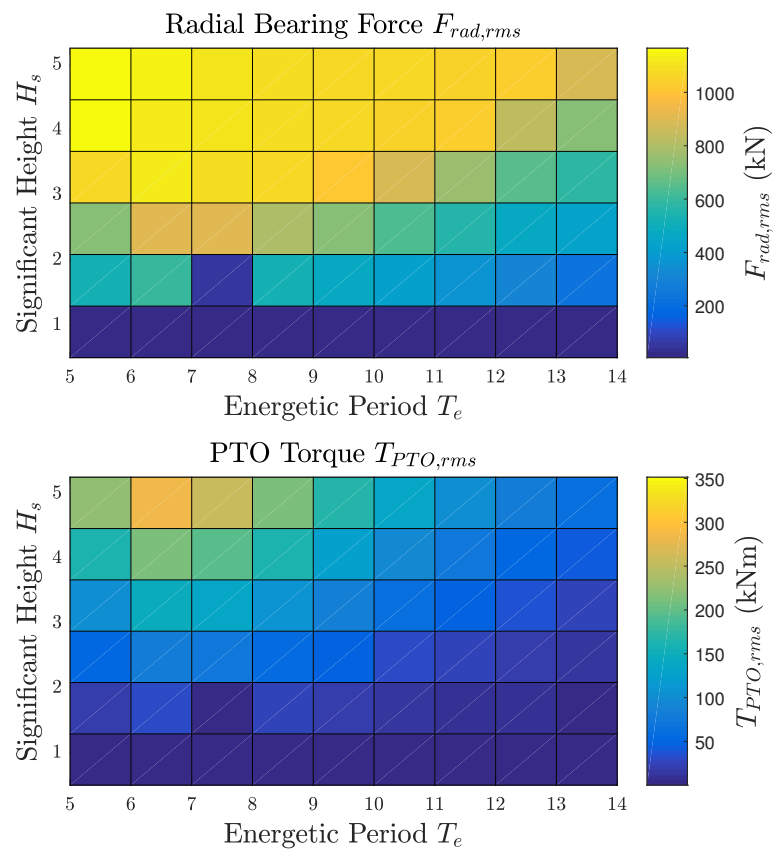 Radial Bearing Force F_{rad,rms}
Significant Height H_s
5
4
3
2
1
5 6 7 8 9 10 11 12 13 14
Energetic Period T_e
1000
800
600
400
200
F_{rad,rms} (kN)
PTO Torque T_{PTO,rms}
Significant Height H_s
5
4
3
2
1
5 6 7 8 9 10 11 12 13 14
Energetic Period T_e
350
300
250
200
150
100
50
T_{PTO,rms} (kNm)